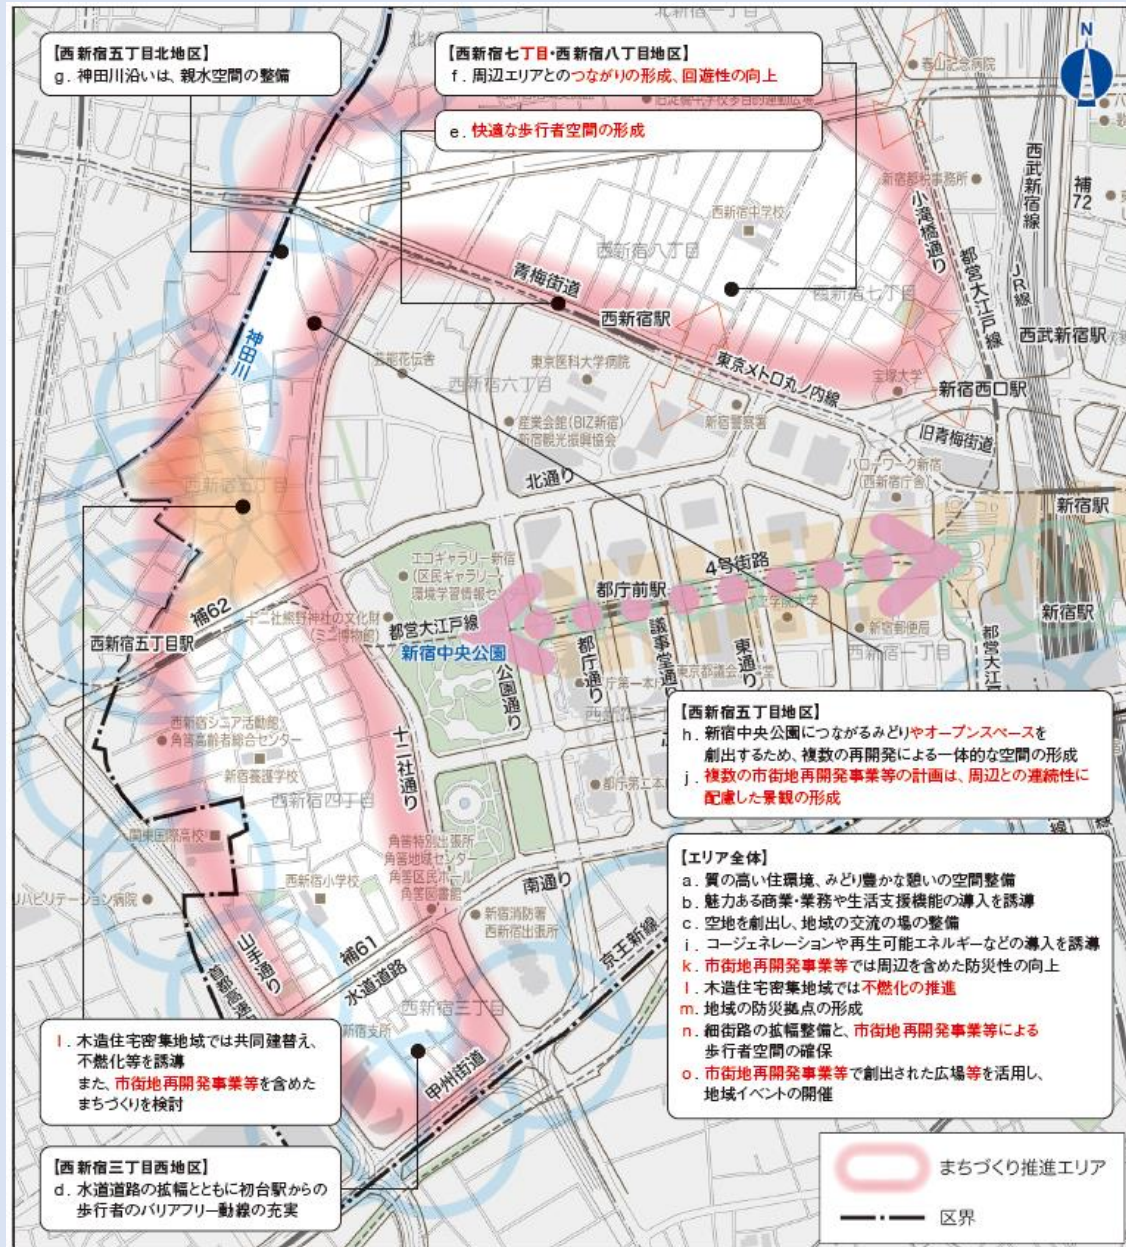 【西新宿五丁目北地区】
g. 神田川沿いは、親水空間の整備
【西新宿七丁目・西新宿八丁目地区】
f. 周辺エリアとのつながりの形成、回遊性の向上
e. 快適な歩行者空間の形成
N
春山記念病院
新宿都税事務所
西武新宿線
補72
小滝橋通り
都営大江戸線
JR線
西新宿中学校
西新宿八丁目
西新宿七丁目
青梅街道
西新宿駅
西武新宿駅
神田川
芸能花伝舎
西新宿六丁目
東京医科大学病院
東京メトロ丸ノ内線
宝塚大学
新宿西口駅
産業会館(BIZ新宿)
新宿観光振興協会
新宿警察署
旧青梅街道
北通り
ハローワーク新宿
(西新宿庁舎)
新宿駅
西新宿五丁目
エコギャラリー新宿
(区民ギャラリー・
環境学習情報セ
4号街路
都庁前駅
補62
十二社熊野神社の文化財
(ミニ博物館)
都営大江戸線
新宿中央公園
西新宿五丁目駅
公園通り
都庁通り
議事堂通り
東通り
新宿郵便局
新宿駅
西新宿一丁目
都営大江戸
西新宿シニア活動館
角筈高齢者総合センター
新宿養護学校
十二社通り
西新宿四丁目
関東国際高校
角筈特別出張所
角筈地域センター
角筈区民ホール
角筈図書館
西新宿小学校
南通り
リハビリテーション病院
新宿消防署
西新宿出張所
京王新線
山手通り
補61
水道道路
西新宿三丁目
首都高速
甲州街道
【西新宿五丁目地区】
h. 新宿中央公園につながるみどりやオープンスペースを
創出するため、複数の再開発による一体的な空間の形成
j. 複数の市街地再開発事業等の計画は、周辺との連続性に
配慮した景観の形成
【エリア全体】
a. 質の高い住環境、みどり豊かな憩いの空間整備
b. 魅力ある商業・業務や生活支援機能の導入を誘導
c. 空地を創出し、地域の交流の場の整備
i. コージェネレーションや再生可能エネルギーなどの導入を誘導
k. 市街地再開発事業等では周辺を含めた防災性の向上
l. 木造住宅密集地域では不燃化の推進
m. 地域の防災拠点の形成
n. 細街路の拡幅整備と、市街地再開発事業等による
歩行者空間の確保
o. 市街地再開発事業等で創出された広場等を活用し、
地域イベントの開催
l. 木造住宅密集地域では共同建替え、
不燃化等を誘導
また、市街地再開発事業等を含めた
まちづくりを検討
【西新宿三丁目西地区】
d. 水道道路の拡幅とともに初台駅からの
歩行者のバリアフリー動線の充実
まちづくり推進エリア
区界